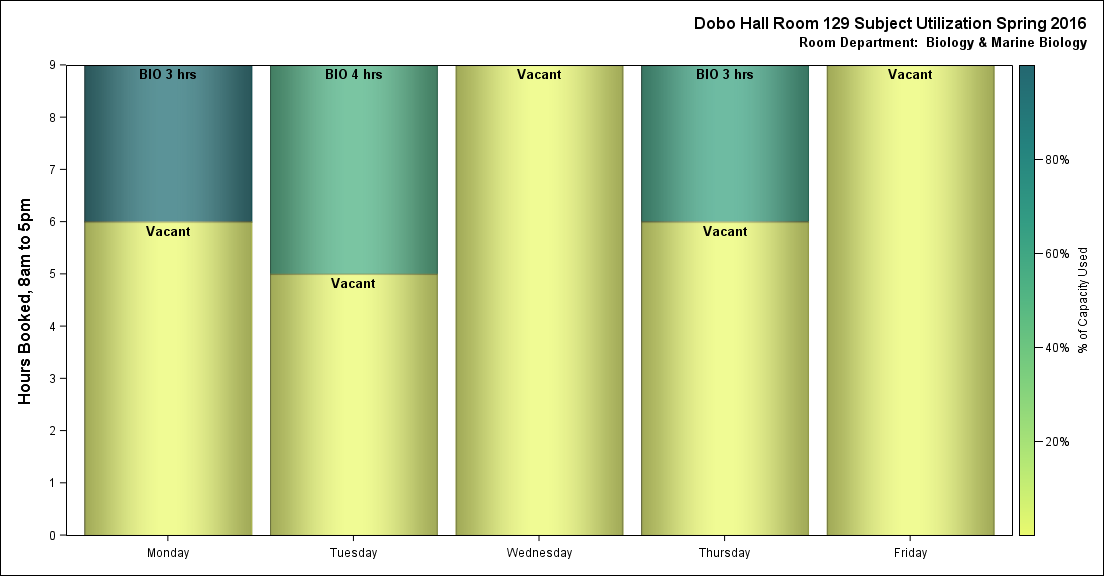 Dobo Hall Room 129 Subject Utilization Spring 2016
Room Department:  Biology & Marine Biology
Hours Booked, 8am to 5pm
9
8
7
6
5
4
3
2
1
0
BIO 3 hrs
Vacant
BIO 4 hrs
Vacant
Vacant
BIO 3 hrs
Vacant
Vacant
Monday
Tuesday
Wednesday
Thursday
Friday
80%
60%
40%
20%
% of Capacity Used